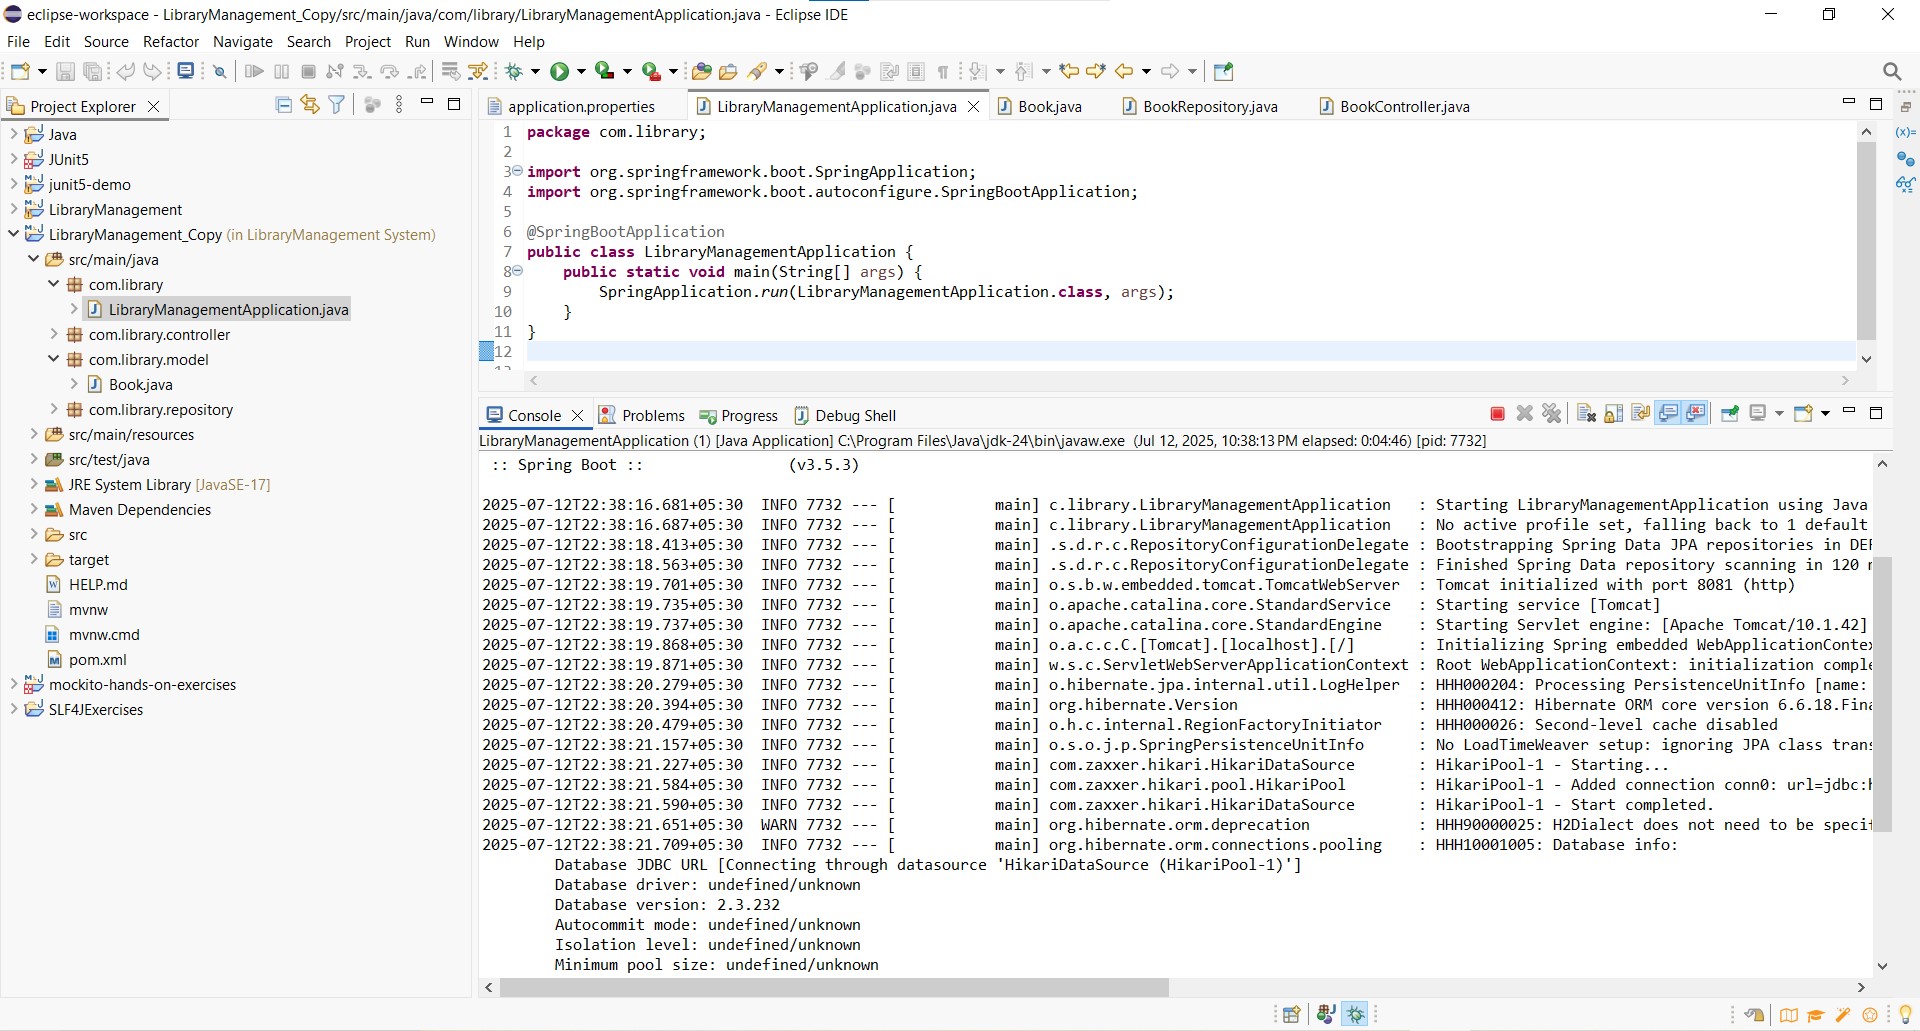 eclipse-workspace - LibraryManagement_Copy/src/main/java/com/library/LibraryManagementApplication.java - Eclipse IDE
File Edit Source Refactor Navigate Search Project Run Window Help
Project Explorer
Java
JUnit5
junit5-demo
LibraryManagement
LibraryManagement_Copy (in LibraryManagement System)
src/main/java
com.library
LibraryManagementApplication.java
com.library.controller
com.library.model
Book.java
com.library.repository
src/main/resources
src/test/java
JRE System Library [JavaSE-17]
Maven Dependencies
src
target
HELP.md
mvnw
mvnw.cmd
pom.xml
mockito-hands-on-exercises
SLF4JExercises
application.properties LibraryManagementApplication.java Book.java BookRepository.java BookController.java
1 package com.library;
2
3 import org.springframework.boot.SpringApplication;
4 import org.springframework.boot.autoconfigure.SpringBootApplication;
5
6 @SpringBootApplication
7 public class LibraryManagementApplication {
8 public static void main(String[] args) {
9 SpringApplication.run(LibraryManagementApplication.class, args);
10 }
11 }
12
Console Problems Progress Debug Shell
LibraryManagementApplication (1) [Java Application] C:\Program Files\Java\jdk-24\bin\javaw.exe (Jul 12, 2025, 10:38:13 PM elapsed: 0:04:46) [pid: 7732]
:: Spring Boot :: (v3.5.3)
2025-07-12T22:38:16.681+05:30 INFO 7732 --- [ main] c.library.LibraryManagementApplication : Starting LibraryManagementApplication using Java
2025-07-12T22:38:16.687+05:30 INFO 7732 --- [ main] c.library.LibraryManagementApplication : No active profile set, falling back to 1 default
2025-07-12T22:38:18.413+05:30 INFO 7732 --- [ main] .s.d.r.c.RepositoryConfigurationDelegate : Bootstrapping Spring Data JPA repositories in DEF
2025-07-12T22:38:18.563+05:30 INFO 7732 --- [ main] .s.d.r.c.RepositoryConfigurationDelegate : Finished Spring Data repository scanning in 120
2025-07-12T22:38:19.701+05:30 INFO 7732 --- [ main] o.s.b.w.embedded.tomcat.TomcatWebServer : Tomcat initialized with port 8081 (http)
2025-07-12T22:38:19.735+05:30 INFO 7732 --- [ main] o.apache.catalina.core.StandardService : Starting service [Tomcat]
2025-07-12T22:38:19.737+05:30 INFO 7732 --- [ main] o.apache.catalina.core.StandardEngine : Starting Servlet engine: [Apache Tomcat/10.1.42]
2025-07-12T22:38:19.868+05:30 INFO 7732 --- [ main] o.a.c.c.C.[Tomcat].[localhost].[/] : Initializing Spring embedded WebApplicationContex
2025-07-12T22:38:19.871+05:30 INFO 7732 --- [ main] w.s.c.ServletWebServerApplicationContext : Root WebApplicationContext: initialization comple
2025-07-12T22:38:20.279+05:30 INFO 7732 --- [ main] o.hibernate.jpa.internal.util.LogHelper : HHH000204: Processing PersistenceUnitInfo [name:
2025-07-12T22:38:20.394+05:30 INFO 7732 --- [ main] org.hibernate.Version : HHH000412: Hibernate ORM core version 6.6.18.Fina
2025-07-12T22:38:20.479+05:30 INFO 7732 --- [ main] o.h.c.internal.RegionFactoryInitiator : HHH000026: Second-level cache disabled
2025-07-12T22:38:21.157+05:30 INFO 7732 --- [ main] o.s.o.j.p.SpringPersistenceUnitInfo : No LoadTimeWeaver setup: ignoring JPA class trans
2025-07-12T22:38:21.227+05:30 INFO 7732 --- [ main] com.zaxxer.hikari.HikariDataSource : HikariPool-1 - Starting...
2025-07-12T22:38:21.584+05:30 INFO 7732 --- [ main] com.zaxxer.hikari.pool.HikariPool : HikariPool-1 - Added connection conn0: url=jdbc:h
2025-07-12T22:38:21.590+05:30 INFO 7732 --- [ main] com.zaxxer.hikari.HikariDataSource : HikariPool-1 - Start completed.
2025-07-12T22:38:21.651+05:30 WARN 7732 --- [ main] org.hibernate.orm.deprecation : HHH90000025: H2Dialect does not need to be specif
2025-07-12T22:38:21.709+05:30 INFO 7732 --- [ main] org.hibernate.orm.connections.pooling : HHH10001005: Database info:
Database JDBC URL [Connecting through datasource 'HikariDataSource (HikariPool-1)']
Database driver: undefined/unknown
Database version: 2.3.232
Autocommit mode: undefined/unknown
Isolation level: undefined/unknown
Minimum pool size: undefined/unknown